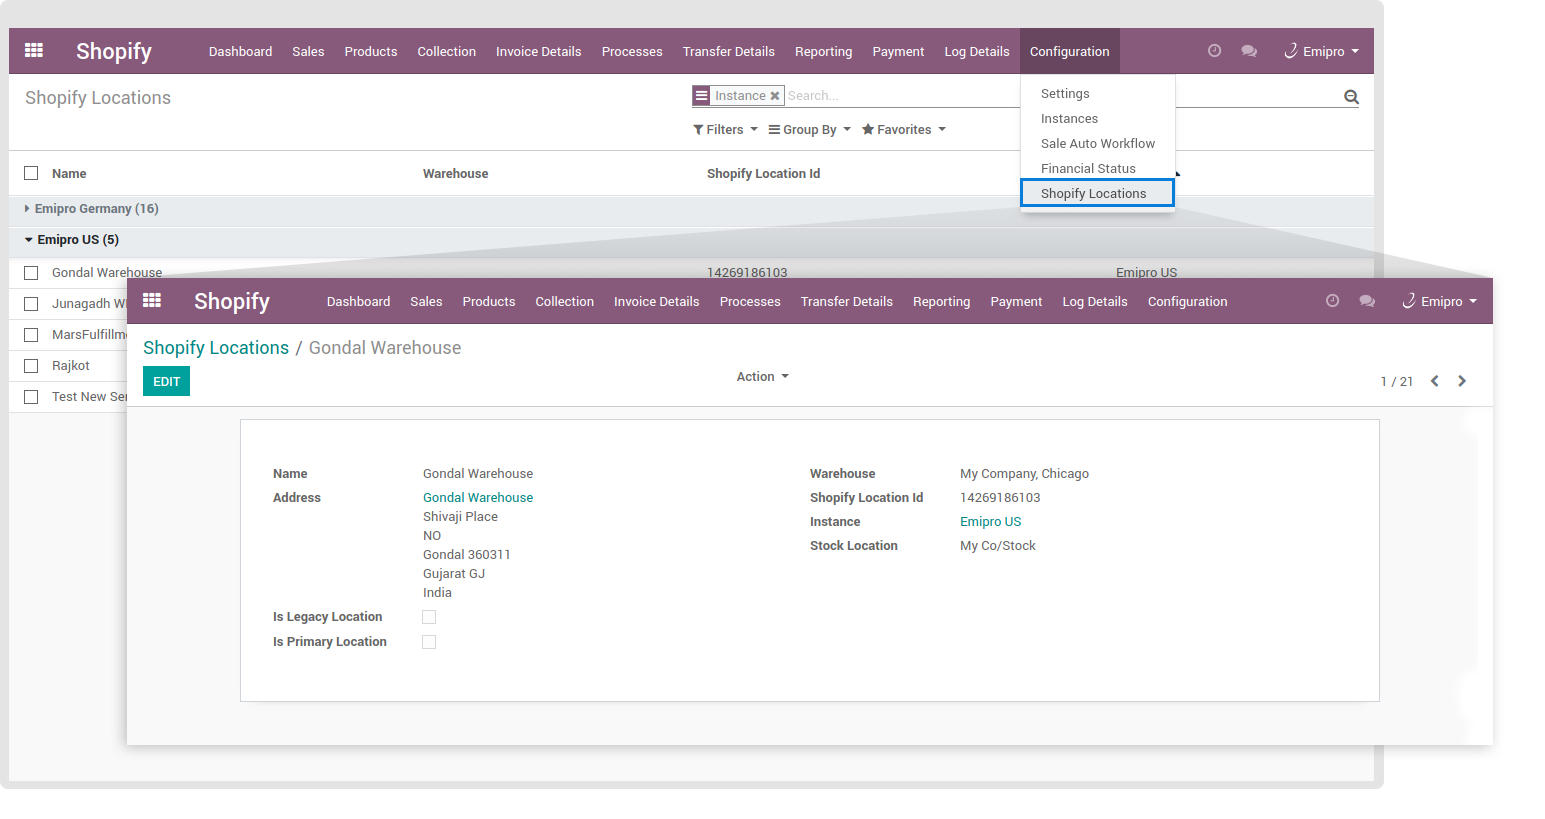 Shopify Dashboard Sales Products Collection Invoice Details Processes Transfer Details Reporting Payment Log Details Configuration Emipro
Shopify Locations Instance Search...
Filters Group By Favorites
Settings
Instances
Sale Auto Workflow
Financial Status
Shopify Locations
Name Warehouse Shopify Location Id
Emipro Germany (16)
Emipro US (5)
Gondal Warehouse 14269186103 Emipro US
Junagadh W
MarsFulfillm
Rajkot
Test New Ser
Shopify Dashboard Sales Products Collection Invoice Details Processes Transfer Details Reporting Payment Log Details Configuration Emipro
Shopify Locations / Gondal Warehouse
EDIT Action 1 / 21
Name Gondal Warehouse Warehouse My Company, Chicago
Address Gondal Warehouse Shopify Location Id 14269186103
Shivaji Place
NO Instance Emipro US
Gondal 360311 Stock Location My Co/Stock
Gujarat GJ
India
Is Legacy Location
Is Primary Location